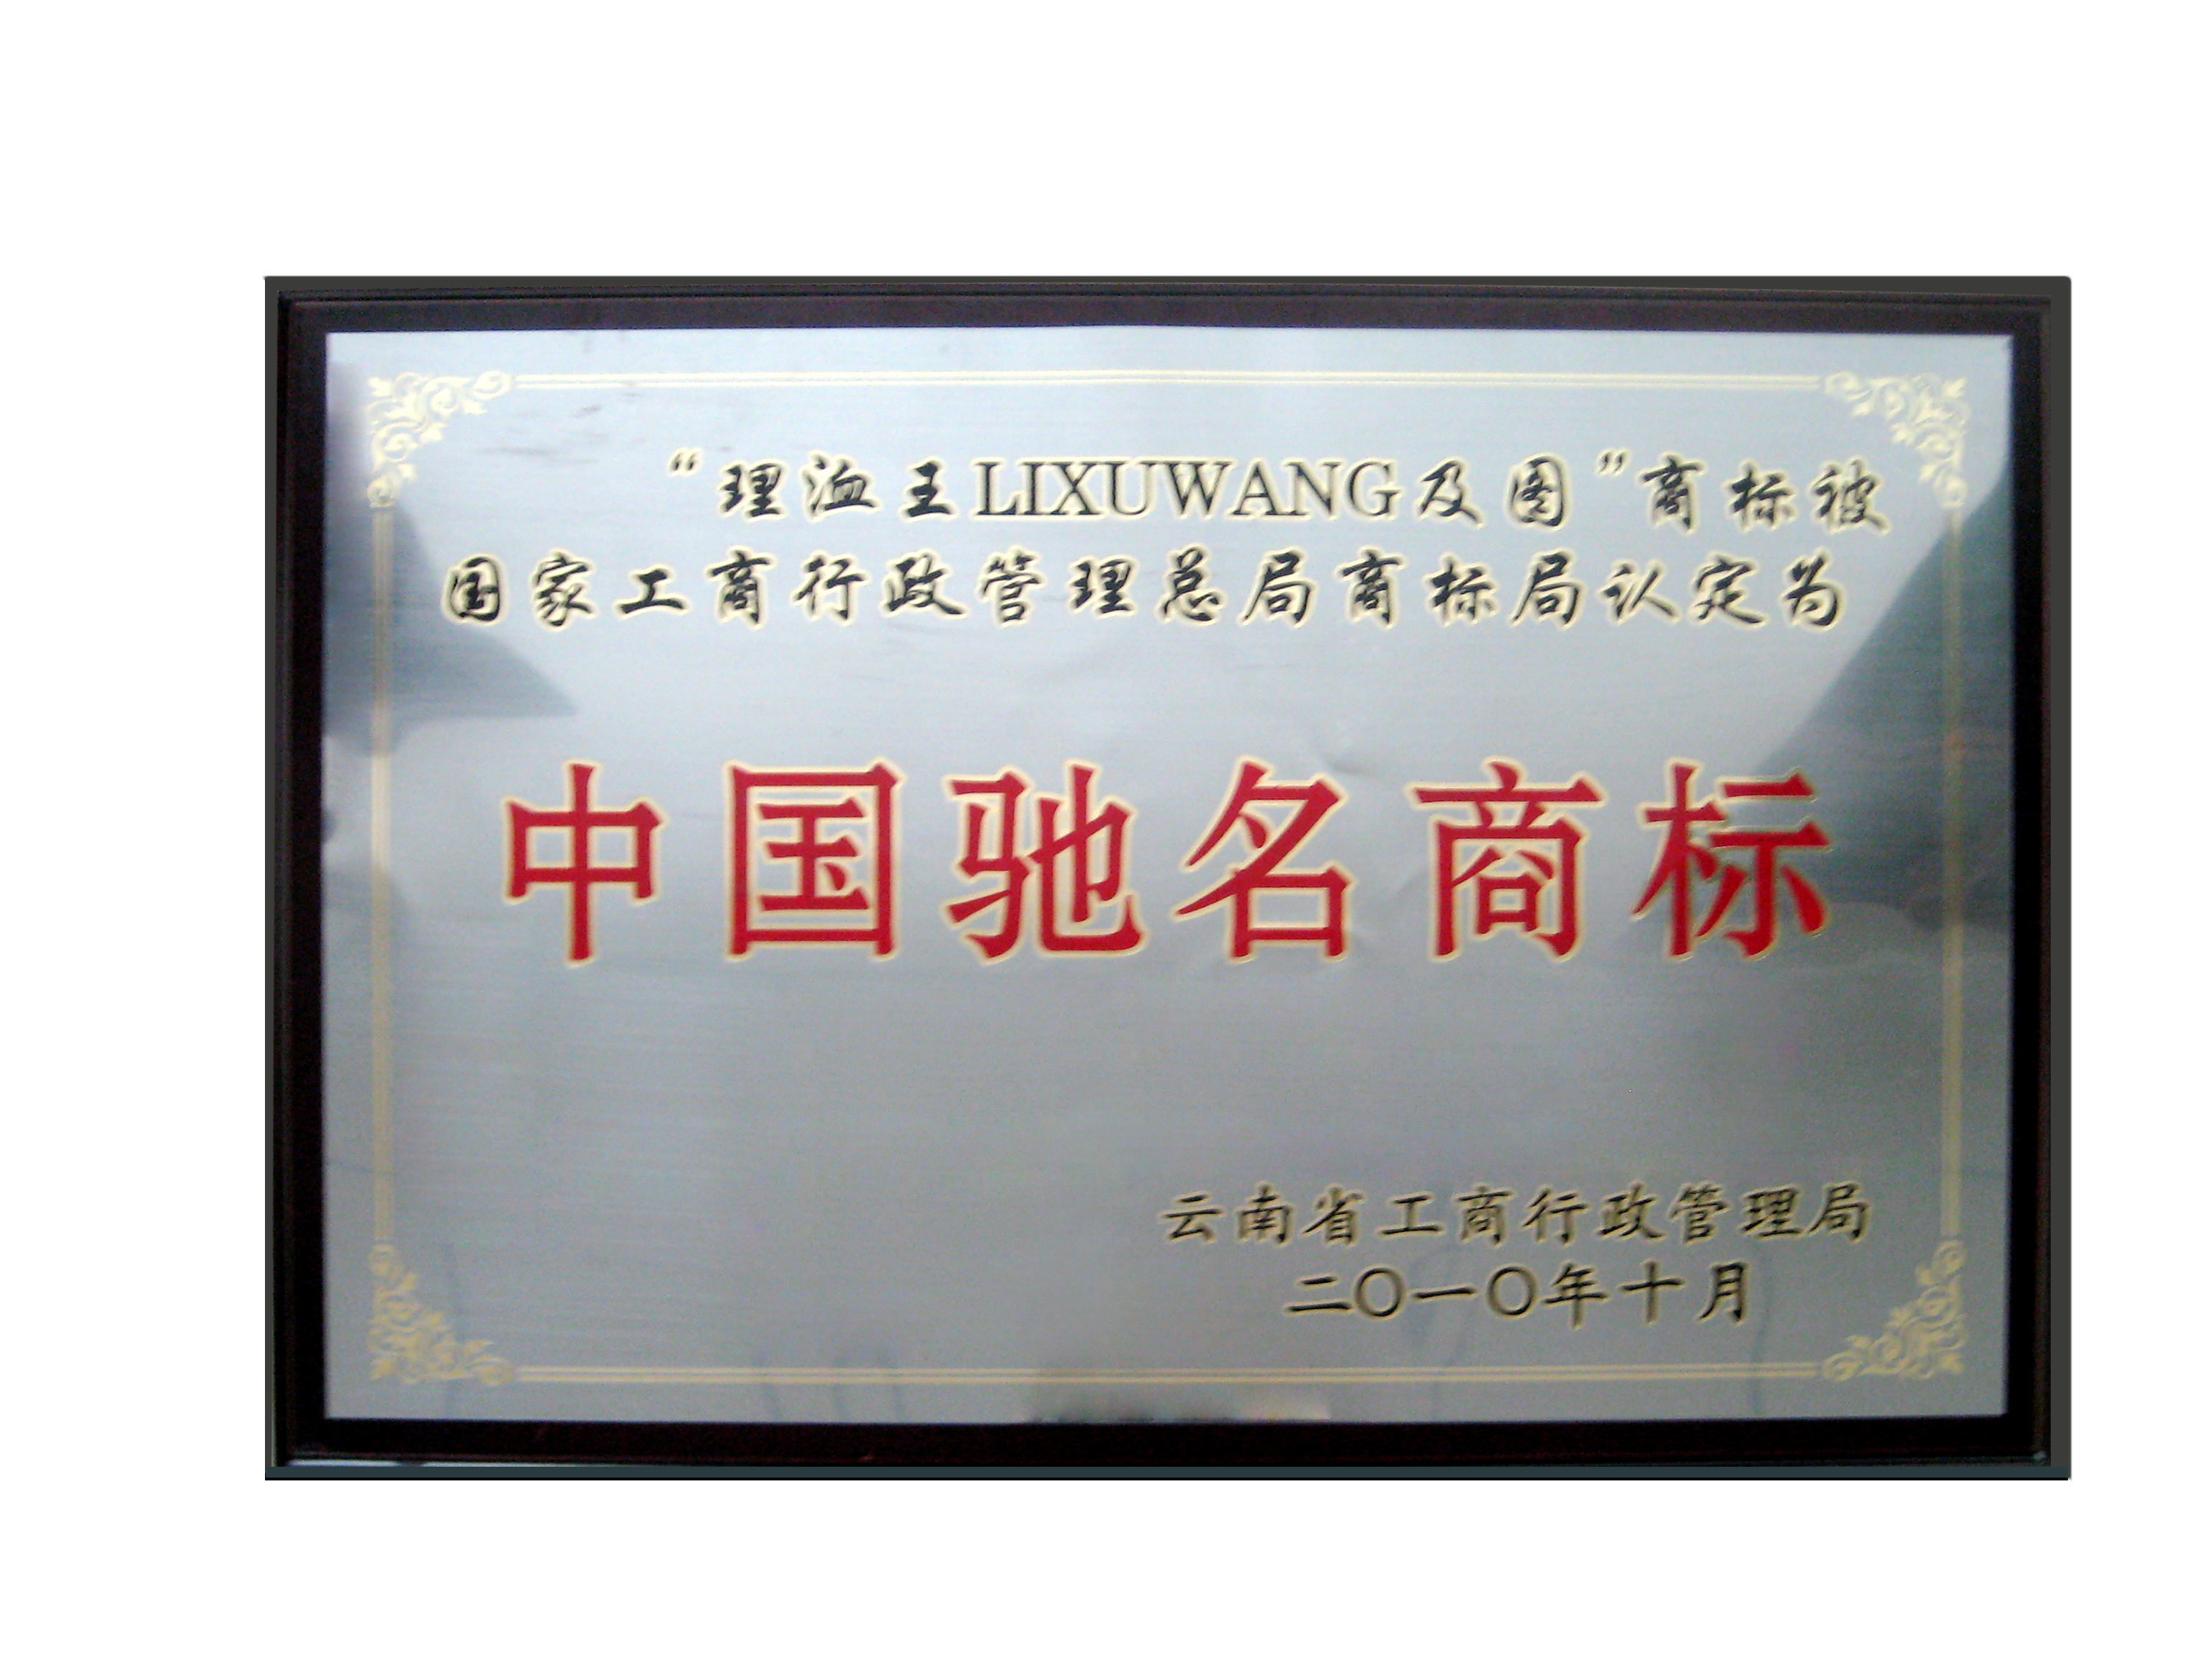 “理洫王LIXUWANG及图”商标被
国家工商行政管理总局商标局认定为
中国驰名商标
云南省工商行政管理局
二〇一〇年十月